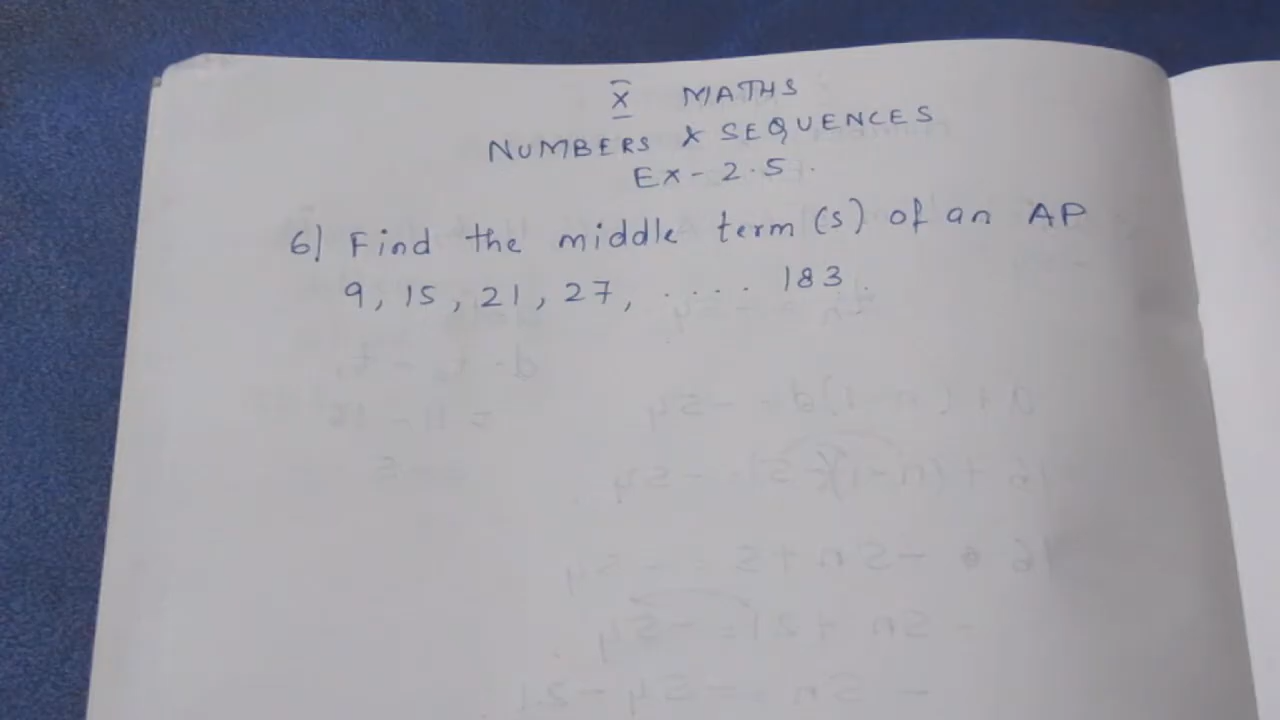 X MATHS
NUMBERS & SEQUENCES
Ex - 2.5.
6) Find the middle term(s) of an AP
9, 15, 21, 27, .... 183.